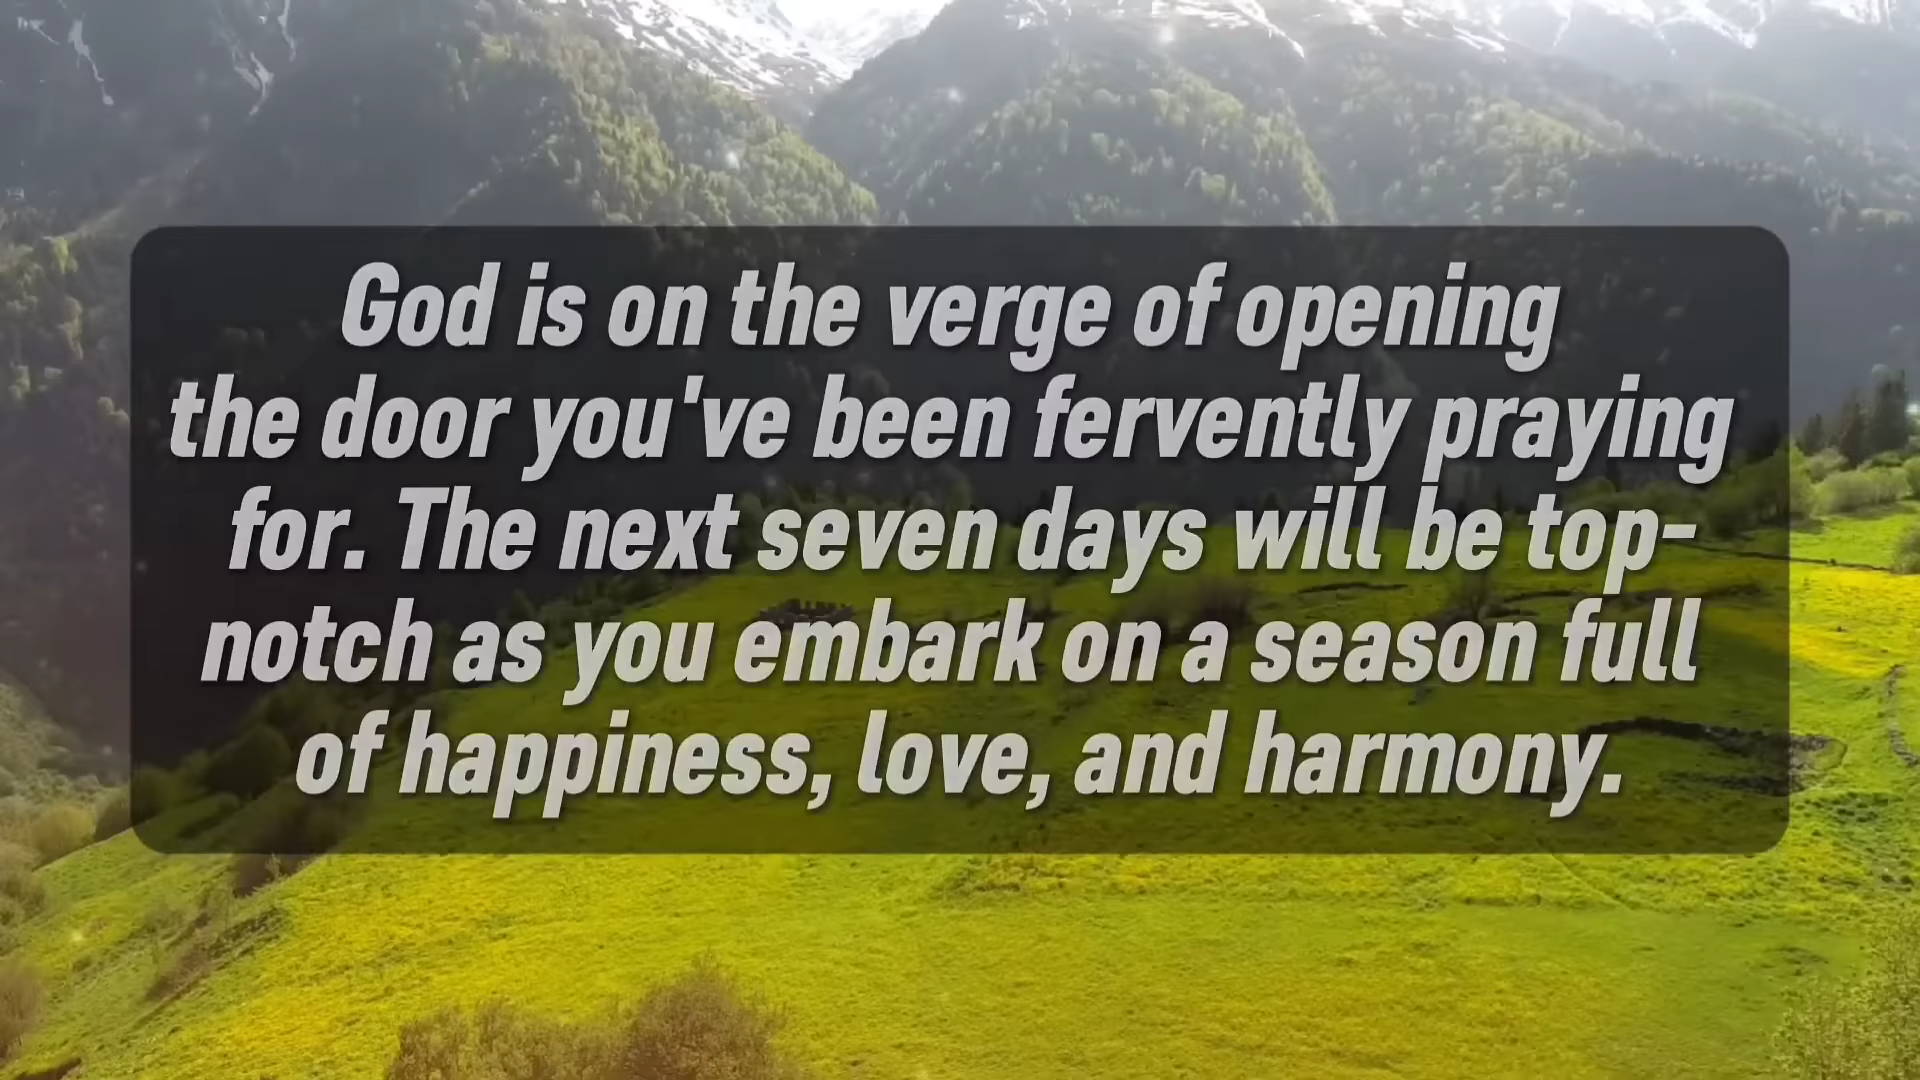 God is on the verge of opening
the door you've been fervently praying
for. The next seven days will be top-
notch as you embark on a season full
of happiness, love, and harmony.